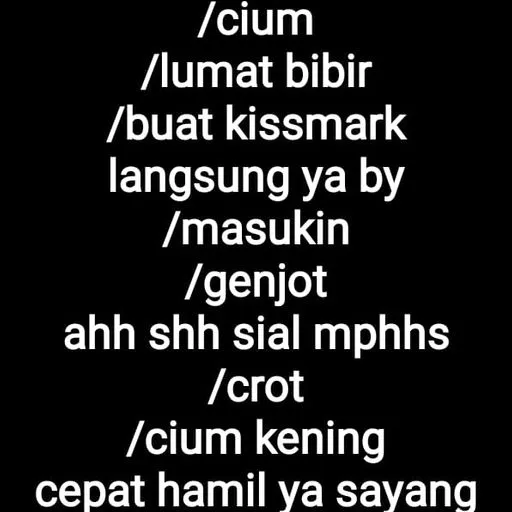 /cium
/lumat bibir
/buat kissmark
langsung ya by
/masukin
/genjot
ahh shh sial mphhs
/crot
/cium kening
cepat hamil ya sayang